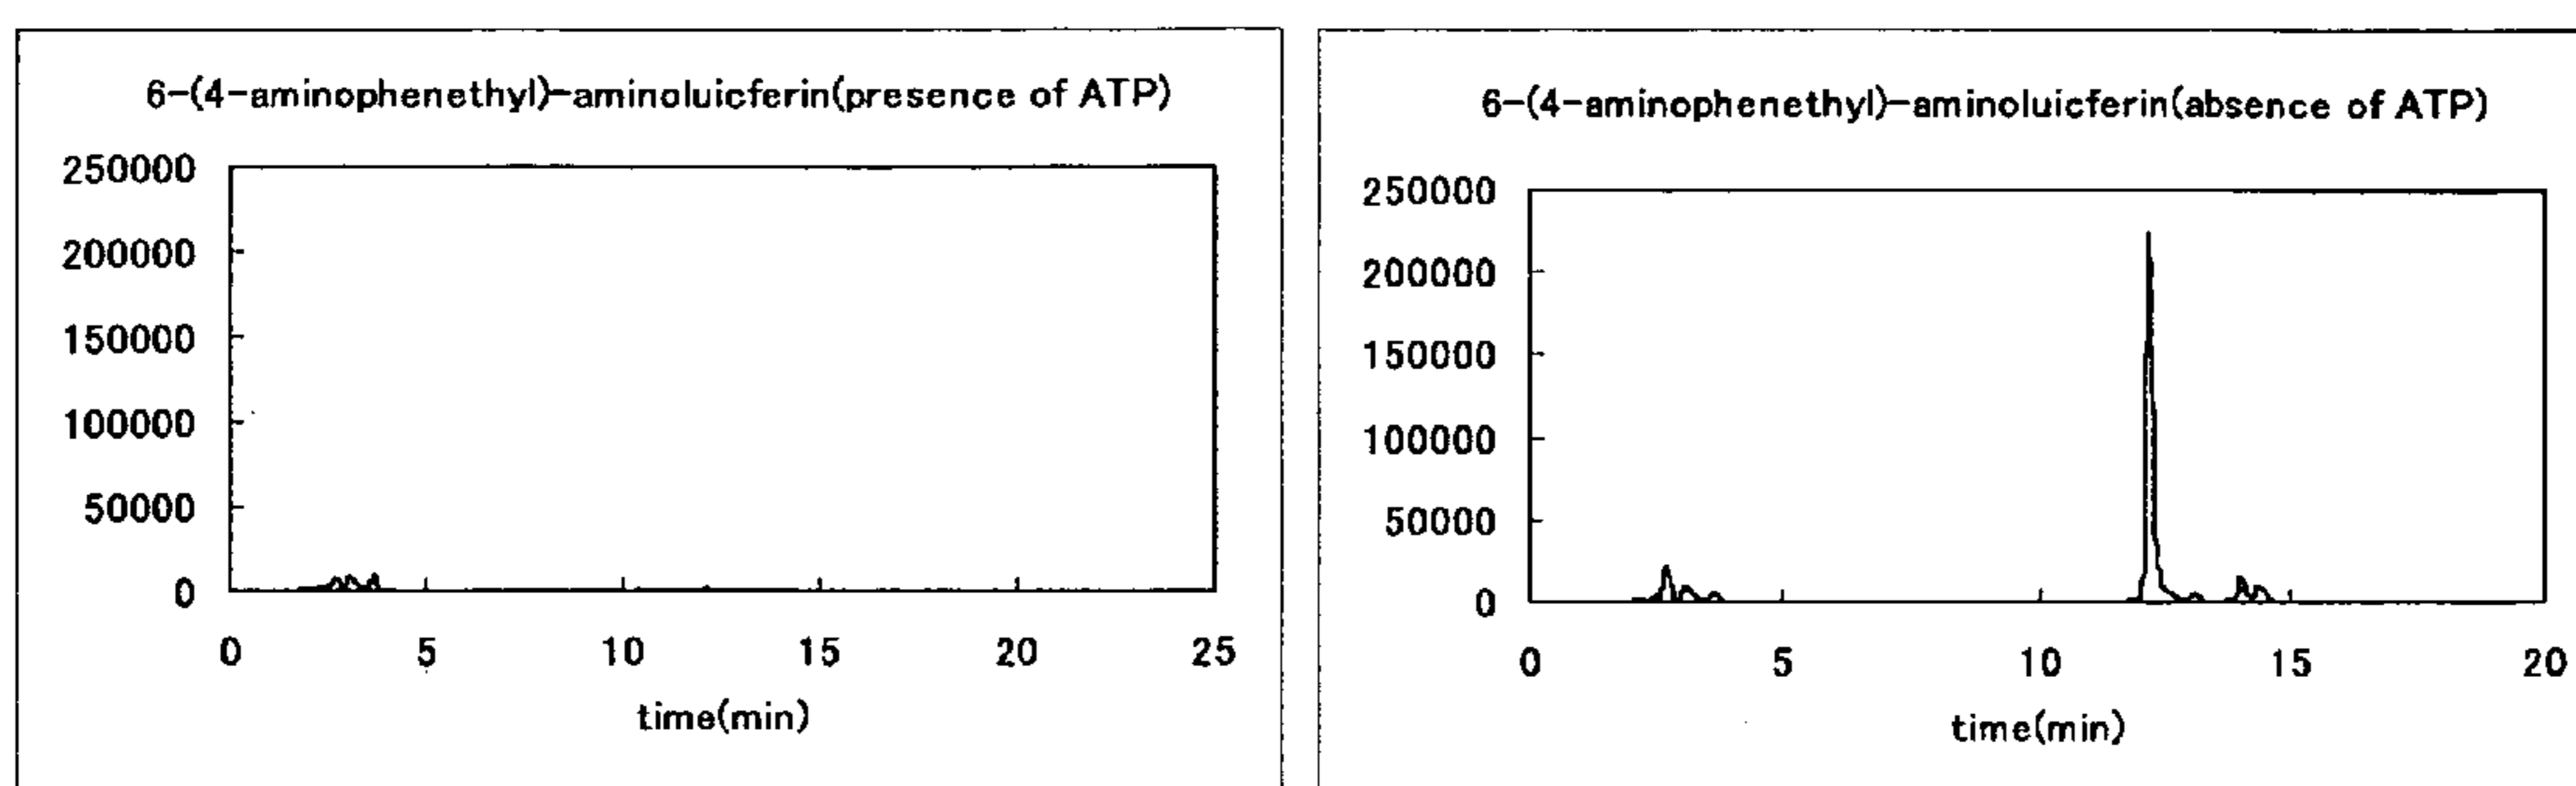 6-(4-aminophenethyl)-aminoluicferin(presence of ATP)
250000
200000
150000
100000
50000
0
0 5 10 15 20 25
time(min)
6-(4-aminophenethyl)-aminoluicferin(absence of ATP)
250000
200000
150000
100000
50000
0
0 5 10 15 20
time(min)